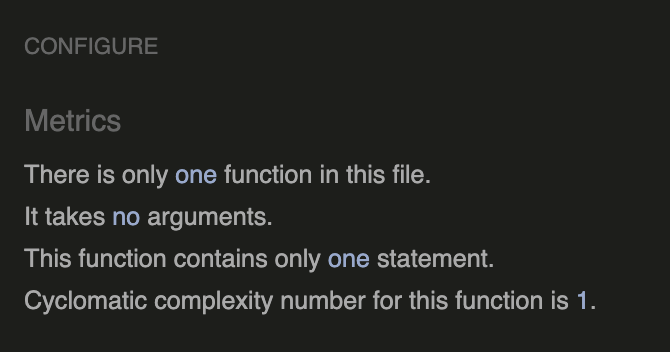 CONFIGURE
Metrics
There is only one function in this file.
It takes no arguments.
This function contains only one statement.
Cyclomatic complexity number for this function is 1.